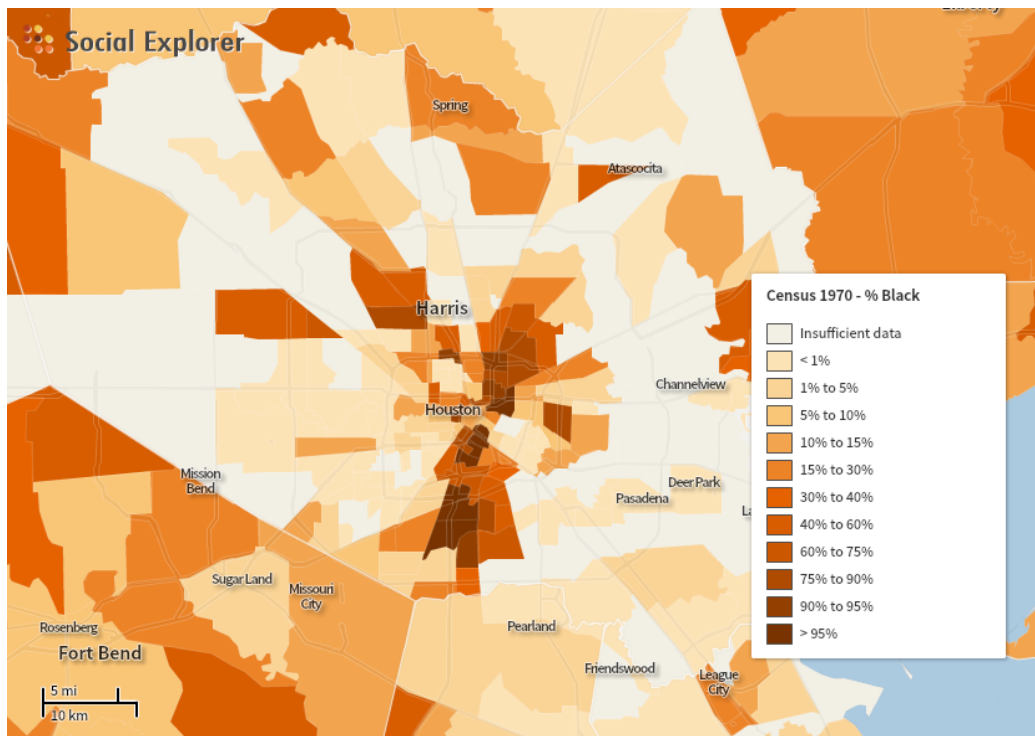 Social Explorer
Spring
Atascocita
Harris
Census 1970 - % Black
Insufficient data
< 1%
1% to 5%
5% to 10%
10% to 15%
15% to 30%
30% to 40%
40% to 60%
60% to 75%
75% to 90%
90% to 95%
> 95%
Channelview
Houston
Mission
Bend
Deer Park
Pasadena
La
Sugar Land
Missouri
City
Rosenberg
Pearland
Fort Bend
Friendswood
League
City
5 mi
10 km